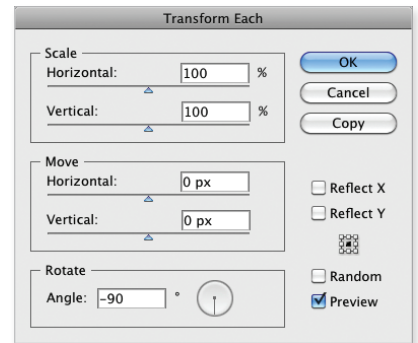 Transform Each
Scale
Horizontal: 100 %
Vertical: 100 %
OK
Cancel
Copy
Move
Horizontal: 0 px
Vertical: 0 px
Reflect X
Reflect Y
Rotate
Angle: -90 °
Random
Preview